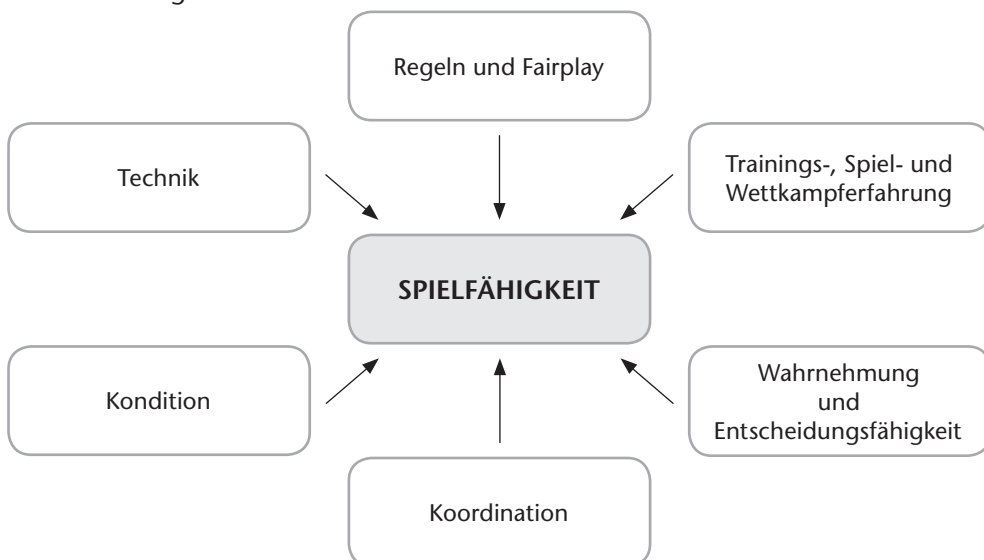 Regeln und Fairplay
Technik
Trainings-, Spiel- und
Wettkampferfahrung
SPIELFÄHIGKEIT
Kondition
Wahrnehmung
und
Entscheidungsfähigkeit
Koordination